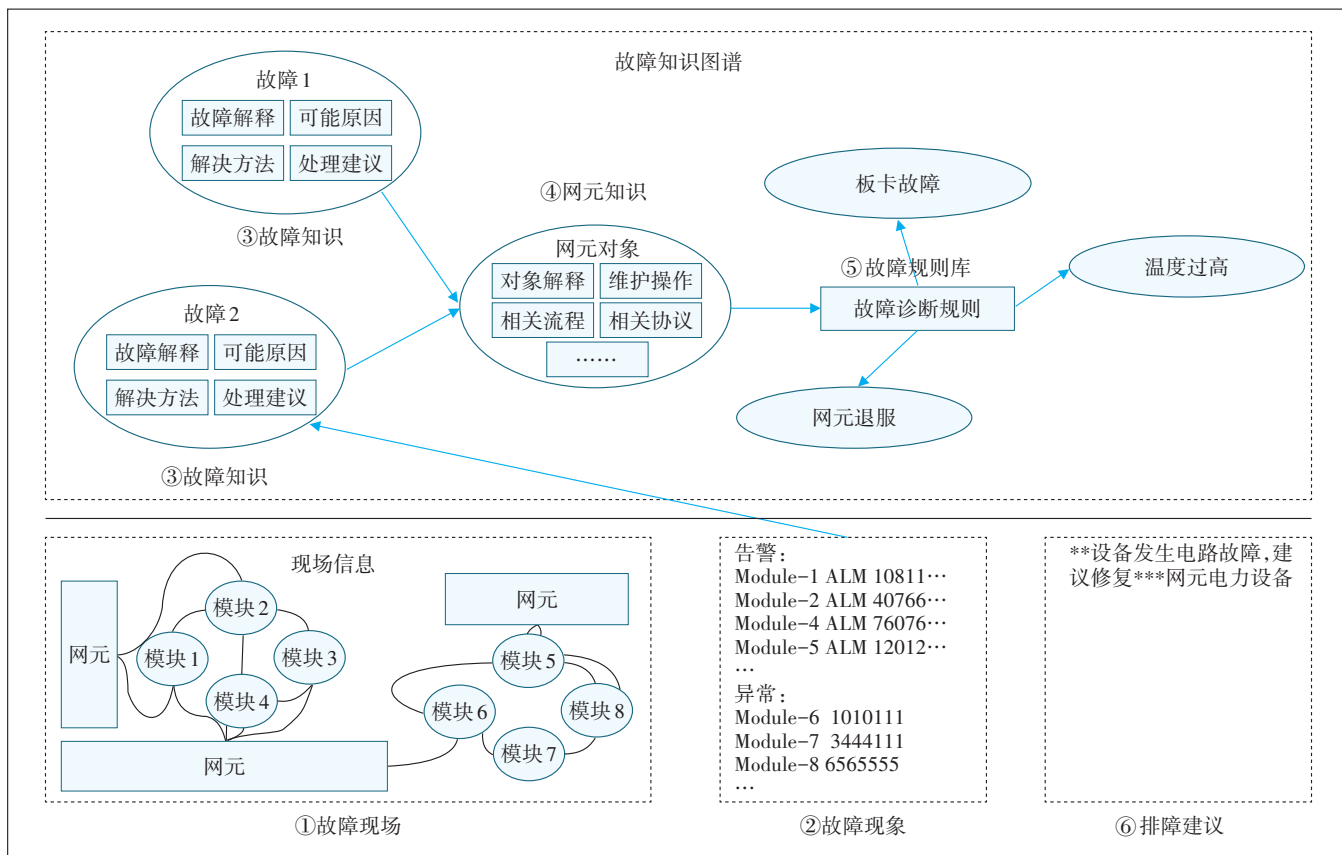 故障知识图谱
故障1
故障解释
可能原因
解决方法
处理建议
③故障知识
故障2
故障解释
可能原因
解决方法
处理建议
③故障知识
④网元知识
网元对象
对象解释
维护操作
相关流程
相关协议
……
⑤故障规则库
故障诊断规则
板卡故障
温度过高
网元退服
现场信息
网元
模块1
模块2
模块3
模块4
网元
网元
模块5
模块6
模块7
模块8
①故障现场
告警：
Module-1 ALM 10811…
Module-2 ALM 40766…
Module-4 ALM 76076…
Module-5 ALM 12012…
…
异常：
Module-6 1010111
Module-7 3444111
Module-8 6565555
…
②故障现象
**设备发生电路故障,建
议修复***网元电力设备
⑥排障建议